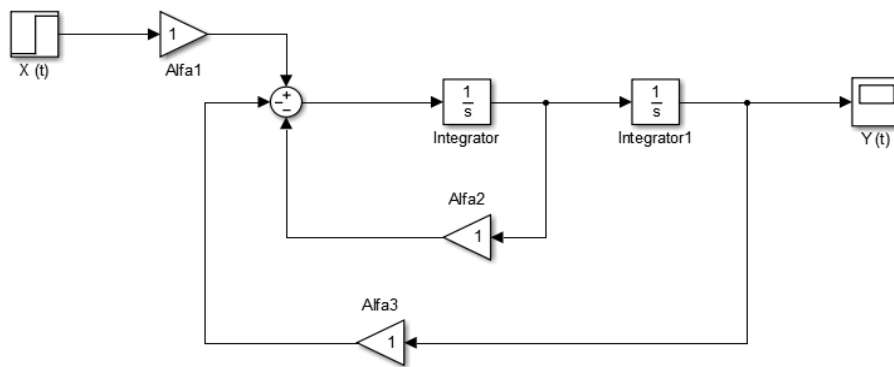 X (t)
1
Alfa1
+
−
−
1
s
Integrator
1
s
Integrator1
Y (t)
Alfa2
1
Alfa3
1